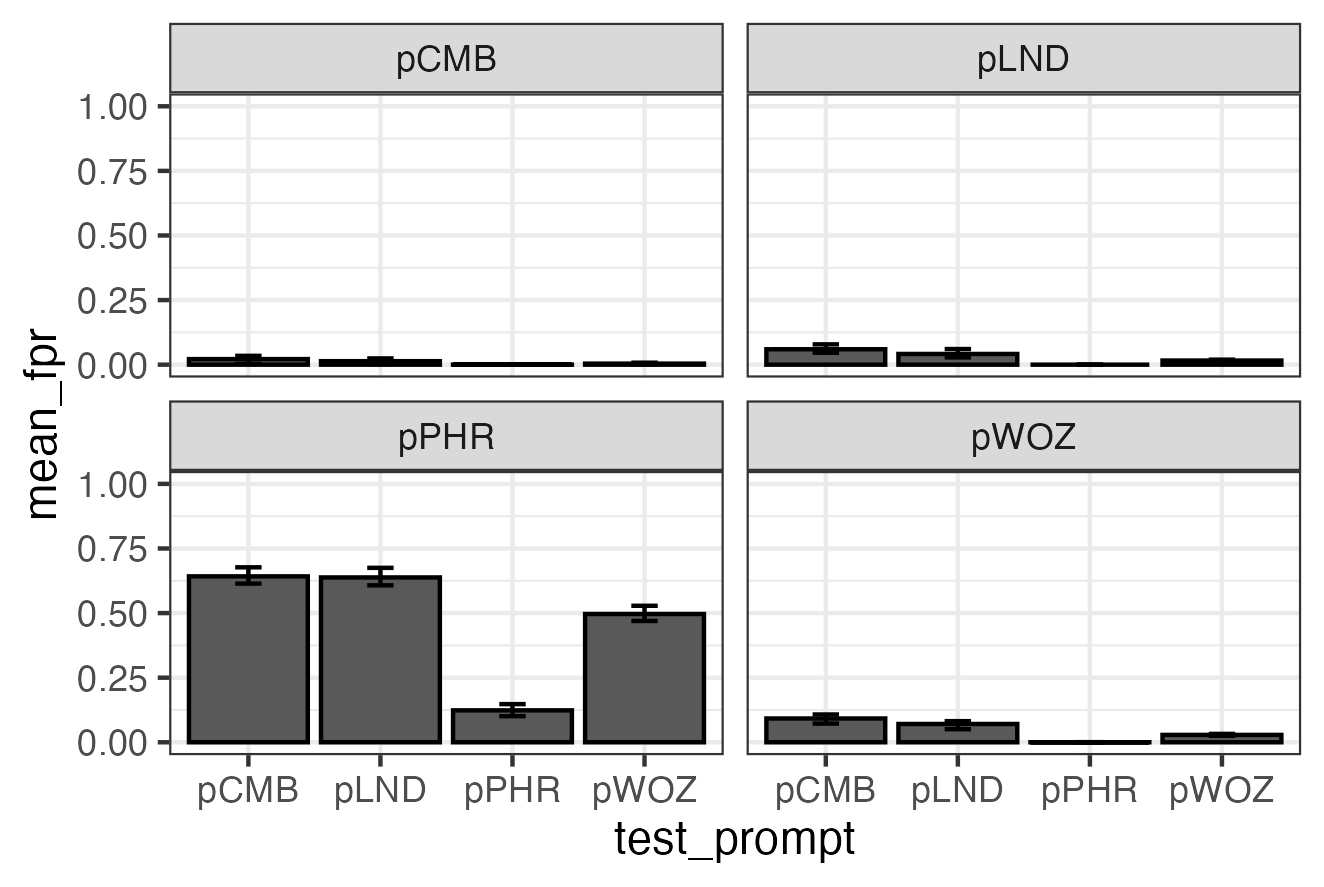 pCMB pLND
1.00
0.75
0.50
0.25
0.00
mean_fpr
pPHR pWOZ
1.00
0.75
0.50
0.25
0.00
pCMB pLND pPHR pWOZ pCMB pLND pPHR pWOZ
test_prompt